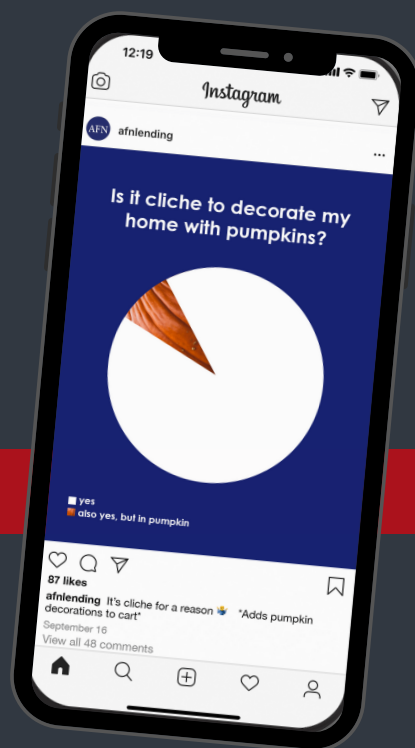 12:19
Instagram
AFN afnlending
Is it cliche to decorate my
home with pumpkins?
yes
also yes, but in pumpkin
87 likes
afnlending It's cliche for a reason 🤷 *Adds pumpkin
decorations to cart*
September 16
View all 48 comments